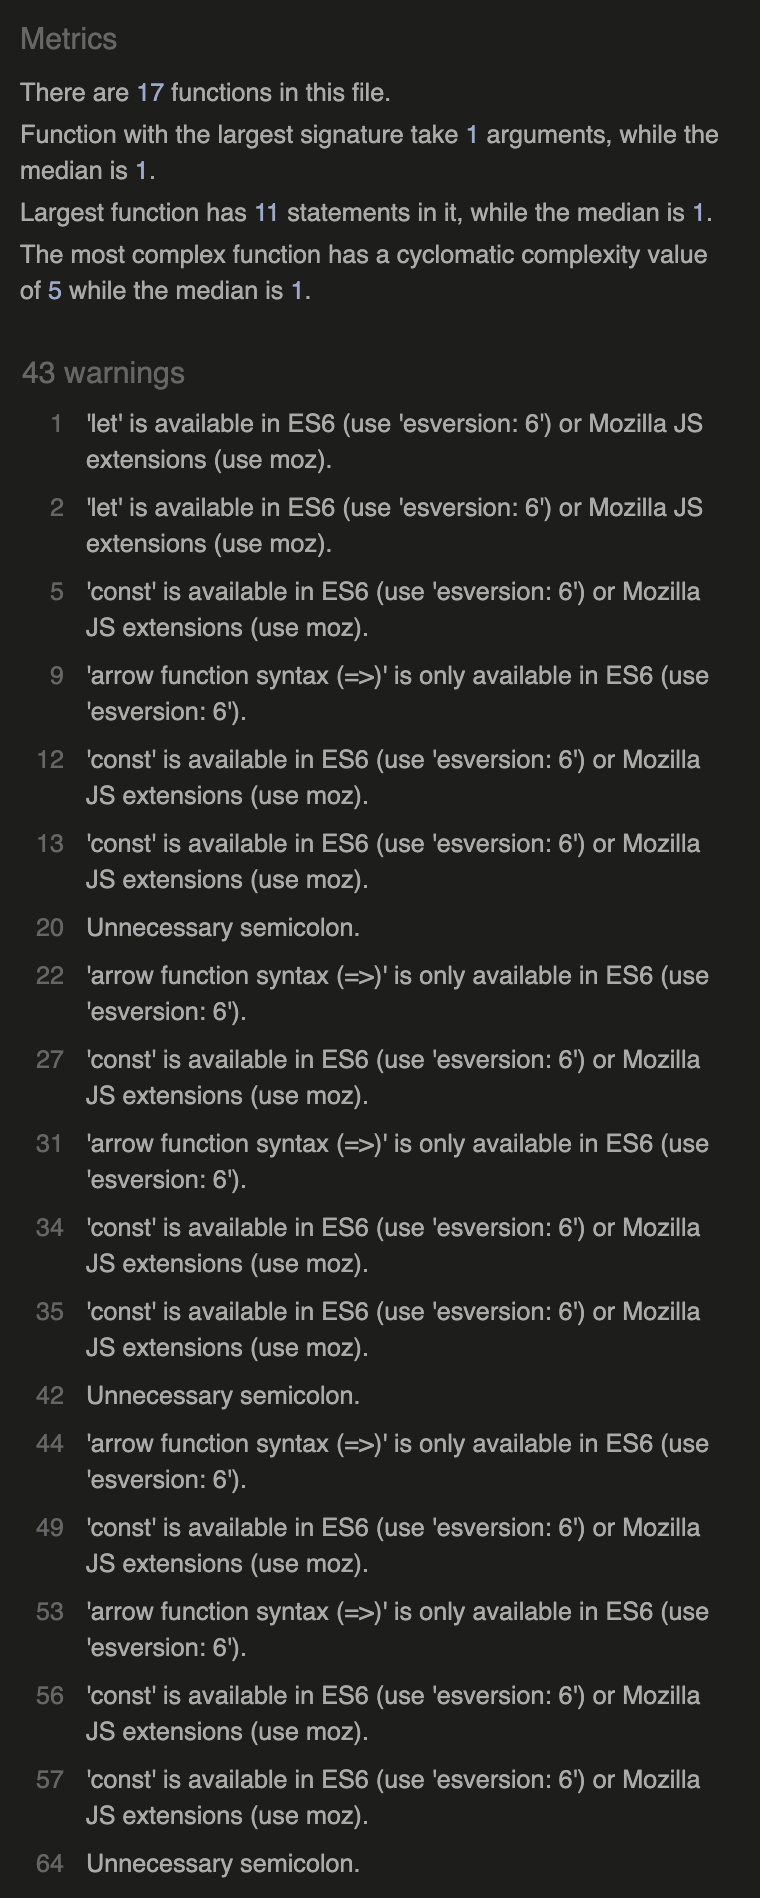 Metrics
There are 17 functions in this file.
Function with the largest signature take 1 arguments, while the
median is 1.
Largest function has 11 statements in it, while the median is 1.
The most complex function has a cyclomatic complexity value
of 5 while the median is 1.
43 warnings
1 'let' is available in ES6 (use 'esversion: 6') or Mozilla JS
extensions (use moz).
2 'let' is available in ES6 (use 'esversion: 6') or Mozilla JS
extensions (use moz).
5 'const' is available in ES6 (use 'esversion: 6') or Mozilla
JS extensions (use moz).
9 'arrow function syntax (=>)' is only available in ES6 (use
'esversion: 6').
12 'const' is available in ES6 (use 'esversion: 6') or Mozilla
JS extensions (use moz).
13 'const' is available in ES6 (use 'esversion: 6') or Mozilla
JS extensions (use moz).
20 Unnecessary semicolon.
22 'arrow function syntax (=>)' is only available in ES6 (use
'esversion: 6').
27 'const' is available in ES6 (use 'esversion: 6') or Mozilla
JS extensions (use moz).
31 'arrow function syntax (=>)' is only available in ES6 (use
'esversion: 6').
34 'const' is available in ES6 (use 'esversion: 6') or Mozilla
JS extensions (use moz).
35 'const' is available in ES6 (use 'esversion: 6') or Mozilla
JS extensions (use moz).
42 Unnecessary semicolon.
44 'arrow function syntax (=>)' is only available in ES6 (use
'esversion: 6').
49 'const' is available in ES6 (use 'esversion: 6') or Mozilla
JS extensions (use moz).
53 'arrow function syntax (=>)' is only available in ES6 (use
'esversion: 6').
56 'const' is available in ES6 (use 'esversion: 6') or Mozilla
JS extensions (use moz).
57 'const' is available in ES6 (use 'esversion: 6') or Mozilla
JS extensions (use moz).
64 Unnecessary semicolon.